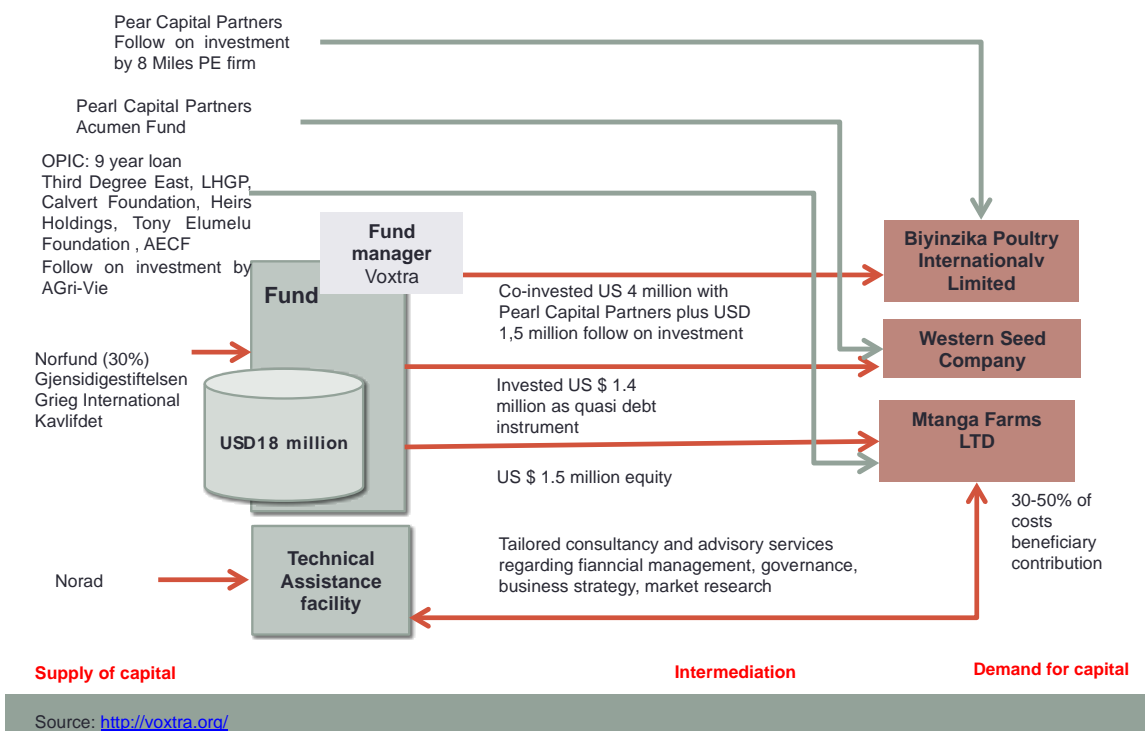 Pear Capital Partners
Follow on investment
by 8 Miles PE firm
Pearl Capital Partners
Acumen Fund
OPIC: 9 year loan
Third Degree East, LHGP,
Calvert Foundation, Heirs
Holdings, Tony Elumelu
Foundation , AECF
Follow on investment by
AGri-Vie
Fund
manager
Voxtra
Fund
USD18 million
Norfund (30%)
Gjensidigestiftelsen
Grieg International
Kavlifdet
Norad
Technical
Assistance
facility
Co-invested US 4 million with
Pearl Capital Partners plus USD
1,5 million follow on investment
Invested US $ 1.4
million as quasi debt
instrument
US $ 1.5 million equity
Tailored consultancy and advisory services
regarding fianncial management, governance,
business strategy, market research
Biyinzika Poultry
Internationalv
Limited
Western Seed
Company
Mtanga Farms
LTD
30-50% of
costs
beneficiary
contribution
Supply of capital
Intermediation
Demand for capital
Source: http://voxtra.org/